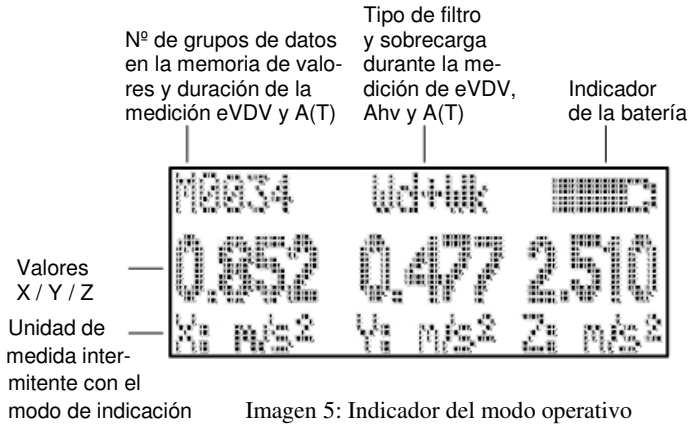 Nº de grupos de datos
en la memoria de valo-
res y duración de la
medición eVDV y A(T)
Tipo de filtro
y sobrecarga
durante la me-
dición de eVDV,
Ahv y A(T)
Indicador
de la batería
M0034 Wd+Wk
0.852 0.477 2.510
X: m/s² Y: m/s² Z: m/s²
Valores
X / Y / Z
Unidad de
medida inter-
mitente con el
modo de indicación
Imagen 5: Indicador del modo operativo